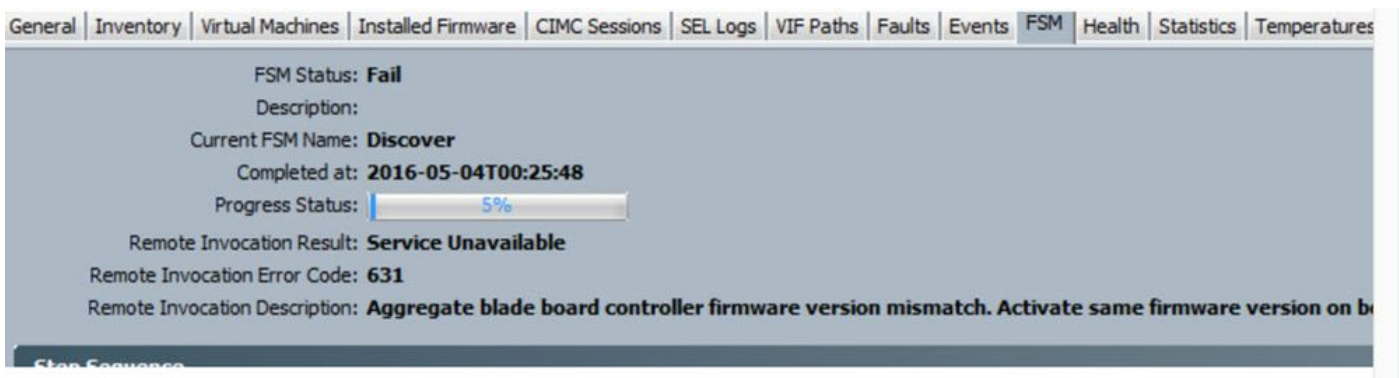 General Inventory Virtual Machines Installed Firmware CIMC Sessions SEL Logs VIF Paths Faults Events FSM Health Statistics Temperatures
FSM Status: Fail
Description:
Current FSM Name: Discover
Completed at: 2016-05-04T00:25:48
Progress Status: 5%
Remote Invocation Result: Service Unavailable
Remote Invocation Error Code: 631
Remote Invocation Description: Aggregate blade board controller firmware version mismatch. Activate same firmware version on b
Step Sequence